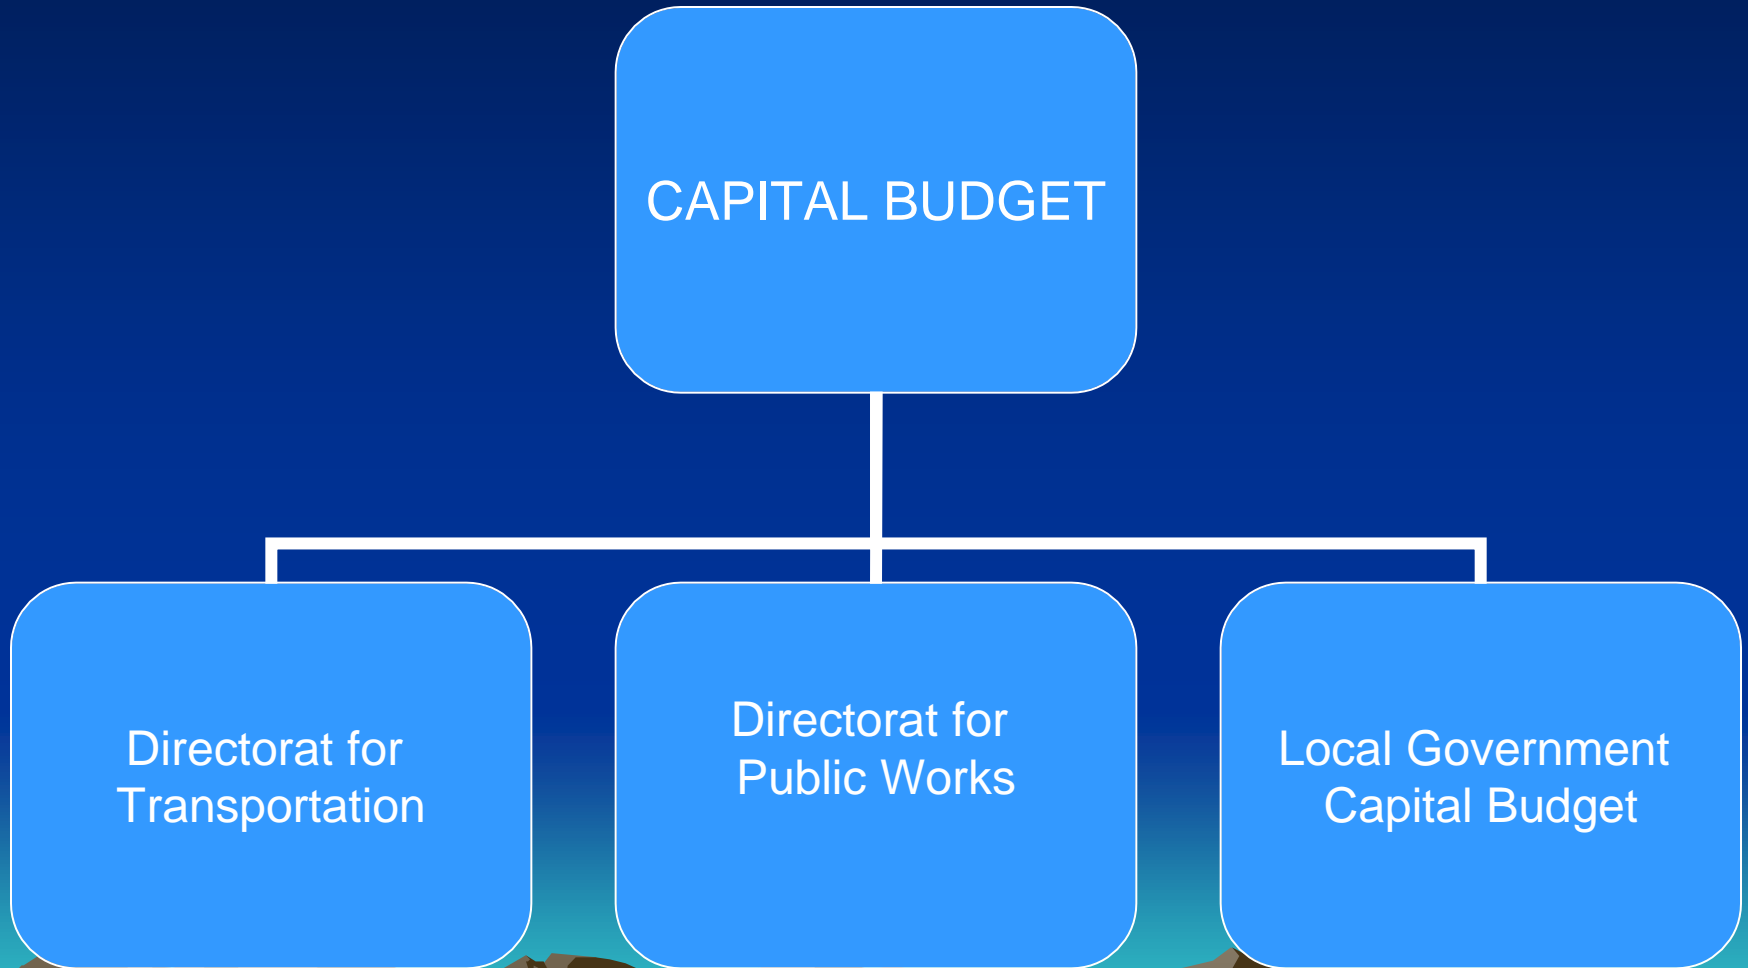 CAPITAL BUDGET
Directorat for
Transportation
Directorat for
Public Works
Local Government
Capital Budget